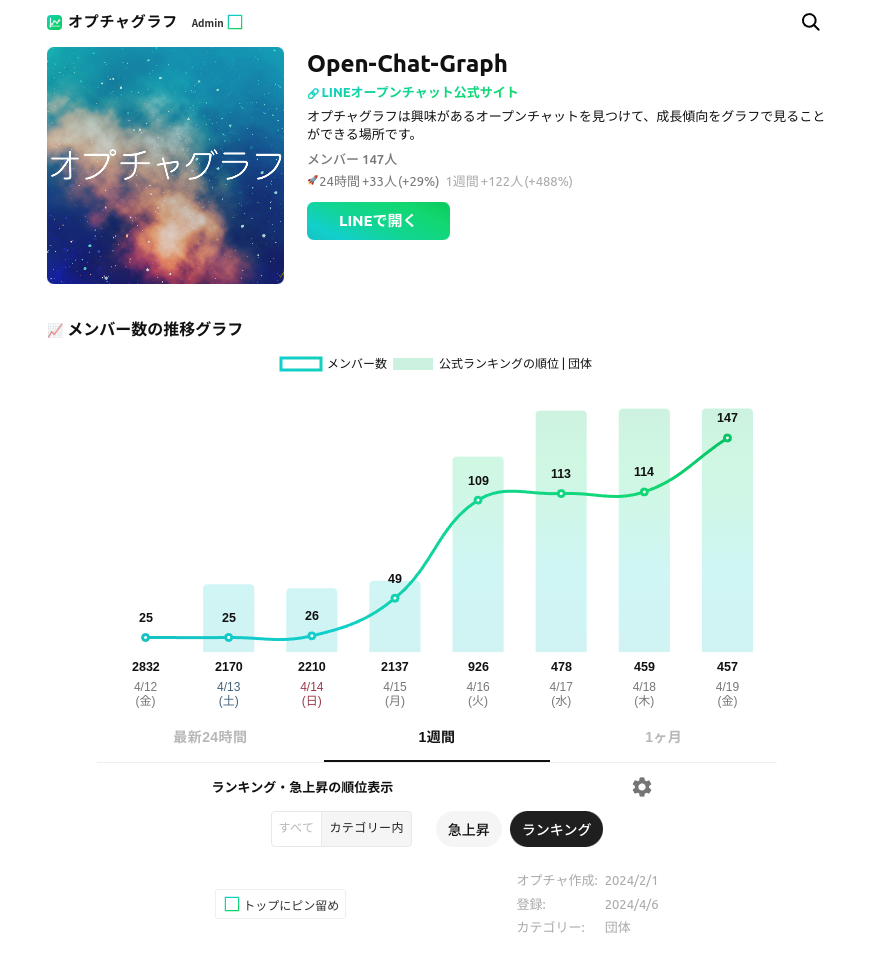 オプチャグラフ Admin
オプチャグラフ
Open-Chat-Graph
LINEオープンチャット公式サイト
オプチャグラフは興味があるオープンチャットを見つけて、成長傾向をグラフで見ること
ができる場所です。
メンバー 147人
🚀24時間 +33人 (+29%) 1週間 +122人 (+488%)
LINEで開く
📈 メンバー数の推移グラフ
メンバー数 公式ランキングの順位 | 団体
25 25 26 49 109 113 114 147
2832 2170 2210 2137 926 478 459 457
4/12 4/13 4/14 4/15 4/16 4/17 4/18 4/19
(金) (土) (日) (月) (火) (水) (木) (金)
最新24時間 1週間 1ヶ月
ランキング・急上昇の順位表示
すべて カテゴリー内 急上昇 ランキング
トップにピン留め
オプチャ作成: 2024/2/1
登録: 2024/4/6
カテゴリー: 団体